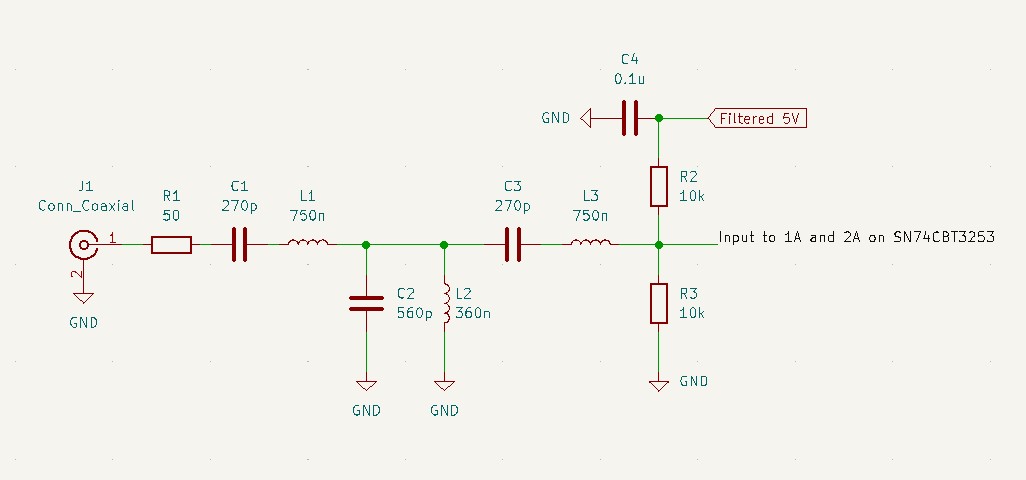 C4
0.1u
GND
Filtered 5V
J1
Conn_Coaxial
1
2
GND
R1
50
C1
270p
L1
750n
C3
270p
L3
750n
R2
10k
Input to 1A and 2A on SN74CBT3253
C2
560p
GND
L2
360n
GND
R3
10k
GND